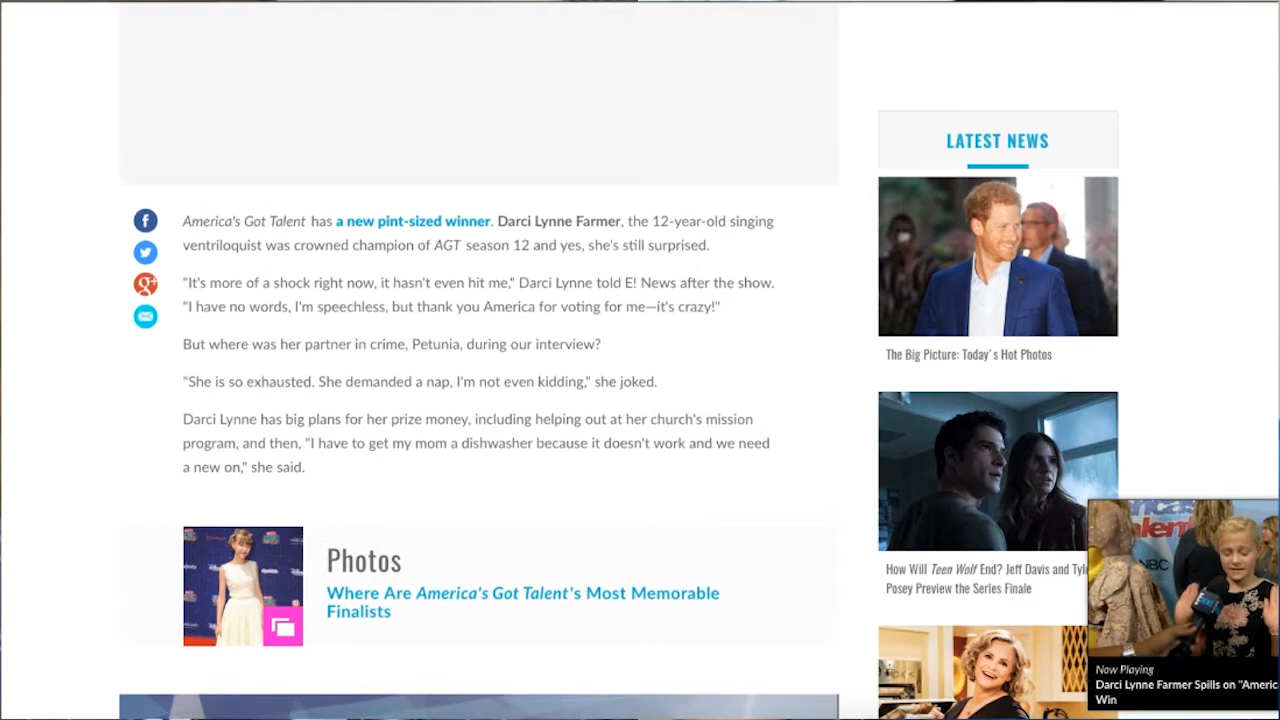 LATEST NEWS
America's Got Talent has a new pint-sized winner. Darci Lynne Farmer, the 12-year-old singing
ventriloquist was crowned champion of AGT season 12 and yes, she's still surprised.
"It's more of a shock right now, it hasn't even hit me," Darci Lynne told E! News after the show.
"I have no words, I'm speechless, but thank you America for voting for me—it's crazy!"
But where was her partner in crime, Petunia, during our interview?
"She is so exhausted. She demanded a nap, I'm not even kidding," she joked.
Darci Lynne has big plans for her prize money, including helping out at her church's mission
program, and then, "I have to get my mom a dishwasher because it doesn't work and we need
a new on," she said.
Photos
Where Are America's Got Talent's Most Memorable
Finalists
The Big Picture: Today's Hot Photos
How Will Teen Wolf End? Jeff Davis and Tyl
Posey Preview the Series Finale
NBC
Now Playing
Darci Lynne Farmer Spills on "Americ
Win